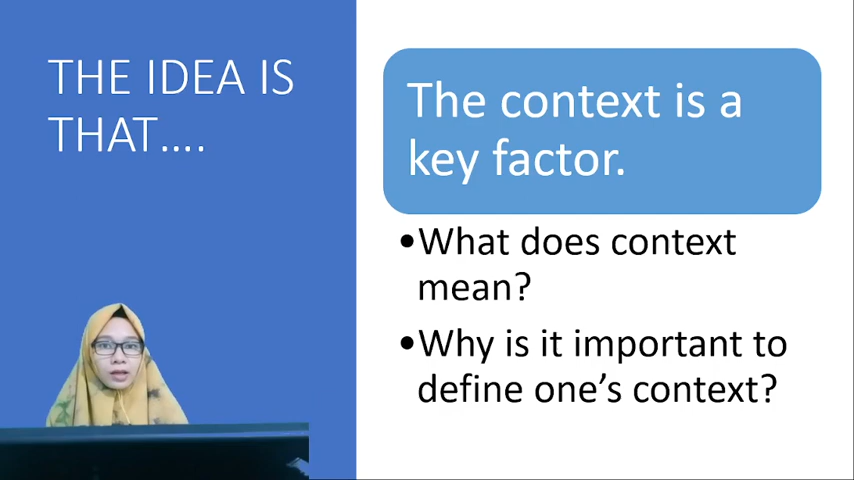 THE IDEA IS
THAT….
The context is a
key factor.
•What does context
mean?
•Why is it important to
define one’s context?